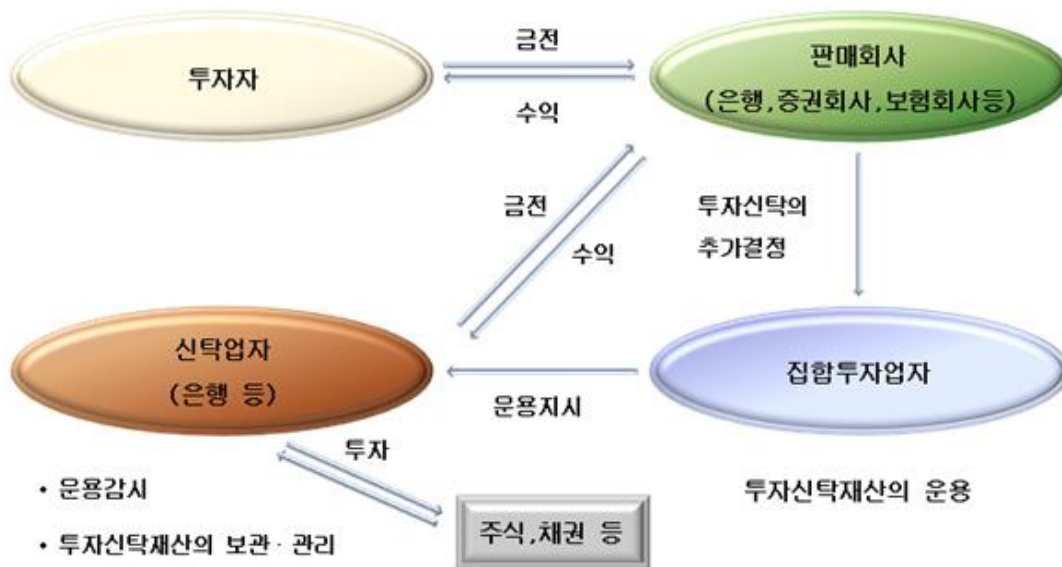 금전
투자자
판매회사
(은행,증권회사,보험회사등)
수익
금전
수익
투자신탁의
추가결정
신탁업자
(은행 등)
집합투자업자
문용지시
투자
• 문용감시
• 투자신탁재산의 보관·관리
주식,채권 등
투자신탁재산의 운용